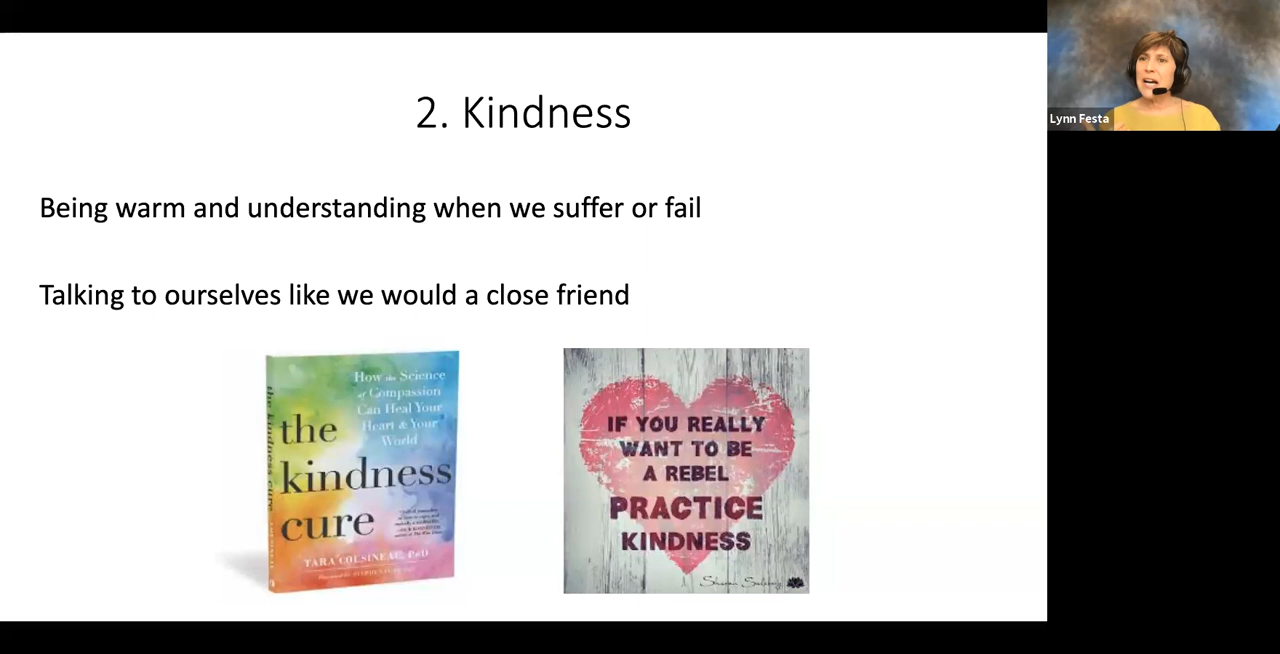 2. Kindness
Being warm and understanding when we suffer or fail
Talking to ourselves like we would a close friend
the kindness cure
How the Science
of Compassion
Can Heal Your
Heart & Your
World
the
kindness
cure
TARA COUSINEAU, PhD
IF YOU REALLY
WANT TO BE
A REBEL
PRACTICE
KINDNESS
Lynn Festa